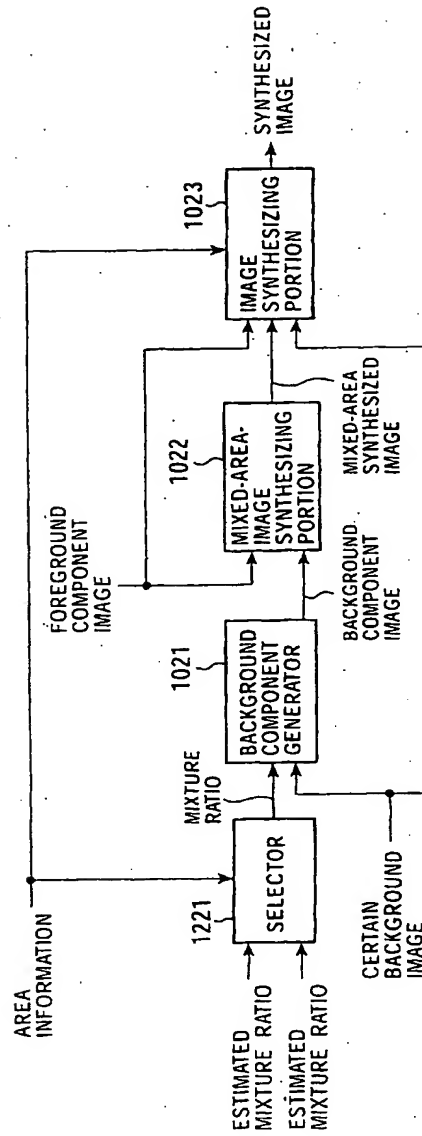 AREA
INFORMATION
ESTIMATED
MIXTURE RATIO
ESTIMATED
MIXTURE RATIO
1221
SELECTOR
MIXTURE
RATIO
CERTAIN
BACKGROUND
IMAGE
1021
BACKGROUND
COMPONENT
GENERATOR
BACKGROUND
COMPONENT
IMAGE
FOREGROUND
COMPONENT
IMAGE
1022
MIXED-AREA-
IMAGE
SYNTHESIZING
PORTION
MIXED-AREA
SYNTHESIZED
IMAGE
1023
IMAGE
SYNTHESIZING
PORTION
SYNTHESIZED
IMAGE